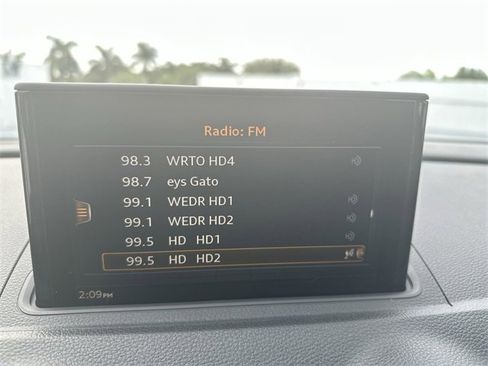 Radio: FM
98.3 WRTO HD4
98.7 eys Gato
99.1 WEDR HD1
99.1 WEDR HD2
99.5 HD HD1
99.5 HD HD2
2:09PM